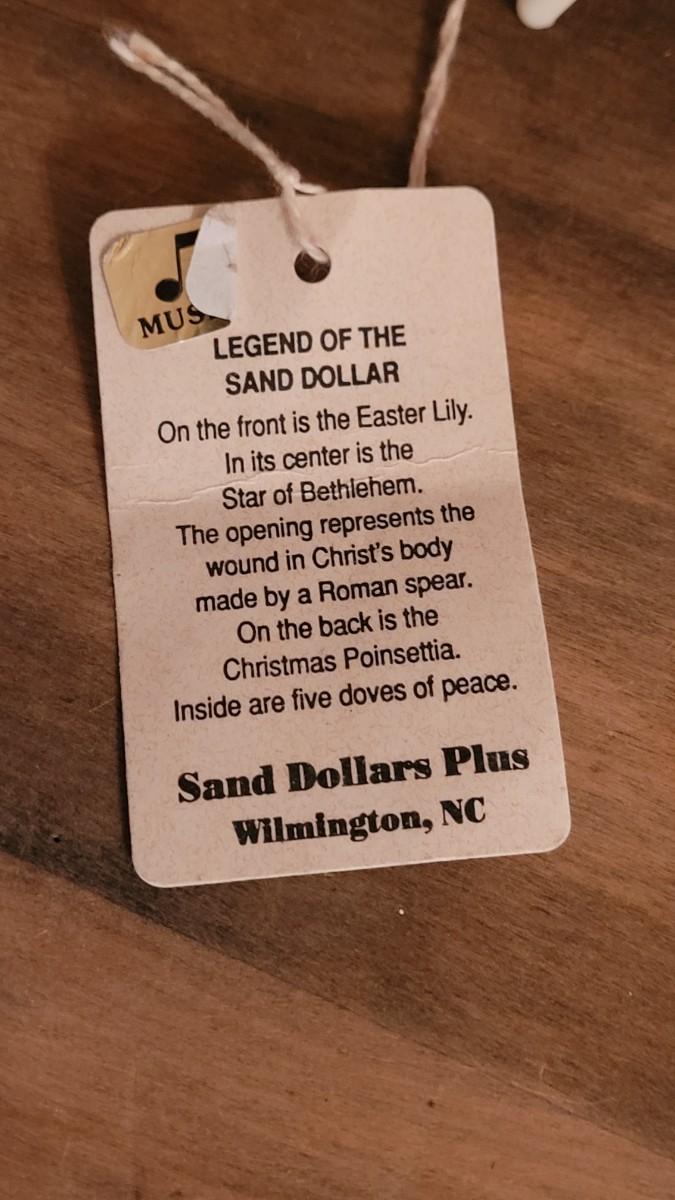 MUS
LEGEND OF THE
SAND DOLLAR
On the front is the Easter Lily.
In its center is the
Star of Bethlehem.
The opening represents the
wound in Christ's body
made by a Roman spear.
On the back is the
Christmas Poinsettia.
Inside are five doves of peace.
Sand Dollars Plus
Wilmington, NC